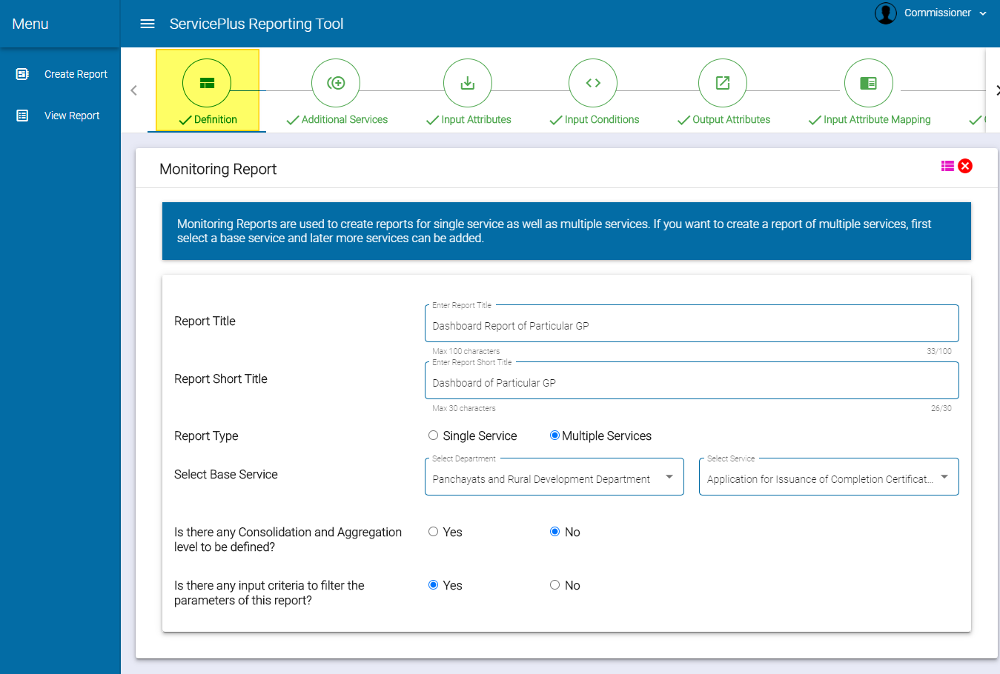 Menu
ServicePlus Reporting Tool
Commissioner
Create Report
View Report
Definition
Additional Services
Input Attributes
Input Conditions
Output Attributes
Input Attribute Mapping
Monitoring Report
Monitoring Reports are used to create reports for single service as well as multiple services. If you want to create a report of multiple services, first
select a base service and later more services can be added.
Report Title
Enter Report Title
Dashboard Report of Particular GP
Max 100 characters
33/100
Report Short Title
Enter Report Short Title
Dashboard of Particular GP
Max 30 characters
26/30
Report Type
Single Service
Multiple Services
Select Base Service
Select Department
Panchayats and Rural Development Department
Select Service
Application for Issuance of Completion Certificat...
Is there any Consolidation and Aggregation
level to be defined?
Yes
No
Is there any input criteria to filter the
parameters of this report?
Yes
No